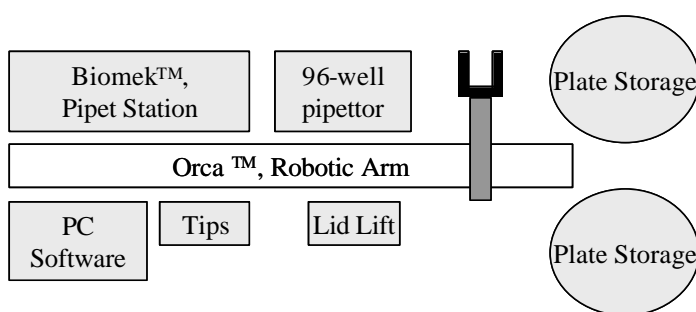 Biomek™,
Pipet Station
96-well
pipettor
Plate Storage
Orca ™, Robotic Arm
PC
Software
Tips
Lid Lift
Plate Storage